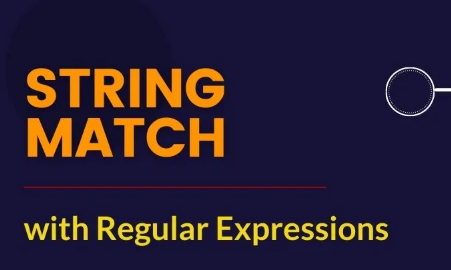 STRING
MATCH
with Regular Expressions